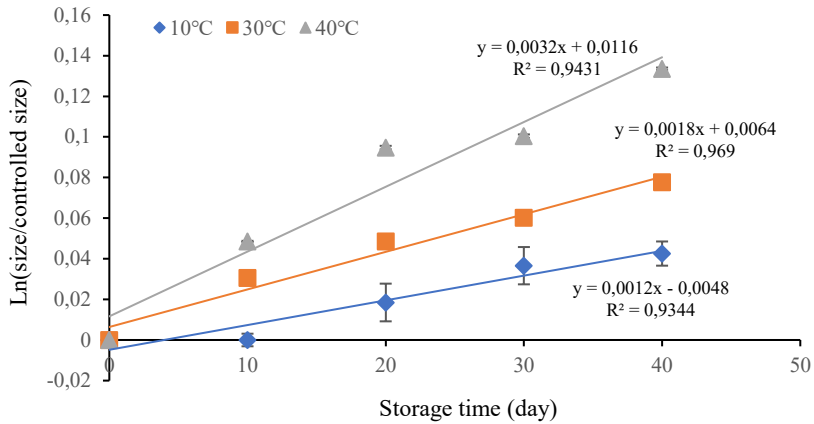 0,16
0,14
0,12
0,1
0,08
0,06
0,04
0,02
0
-0,02
Ln(size/controlled size)
10℃ 30℃ 40℃
y = 0,0032x + 0,0116
R² = 0,9431
y = 0,0018x + 0,0064
R² = 0,969
y = 0,0012x - 0,0048
R² = 0,9344
0 10 20 30 40 50
Storage time (day)